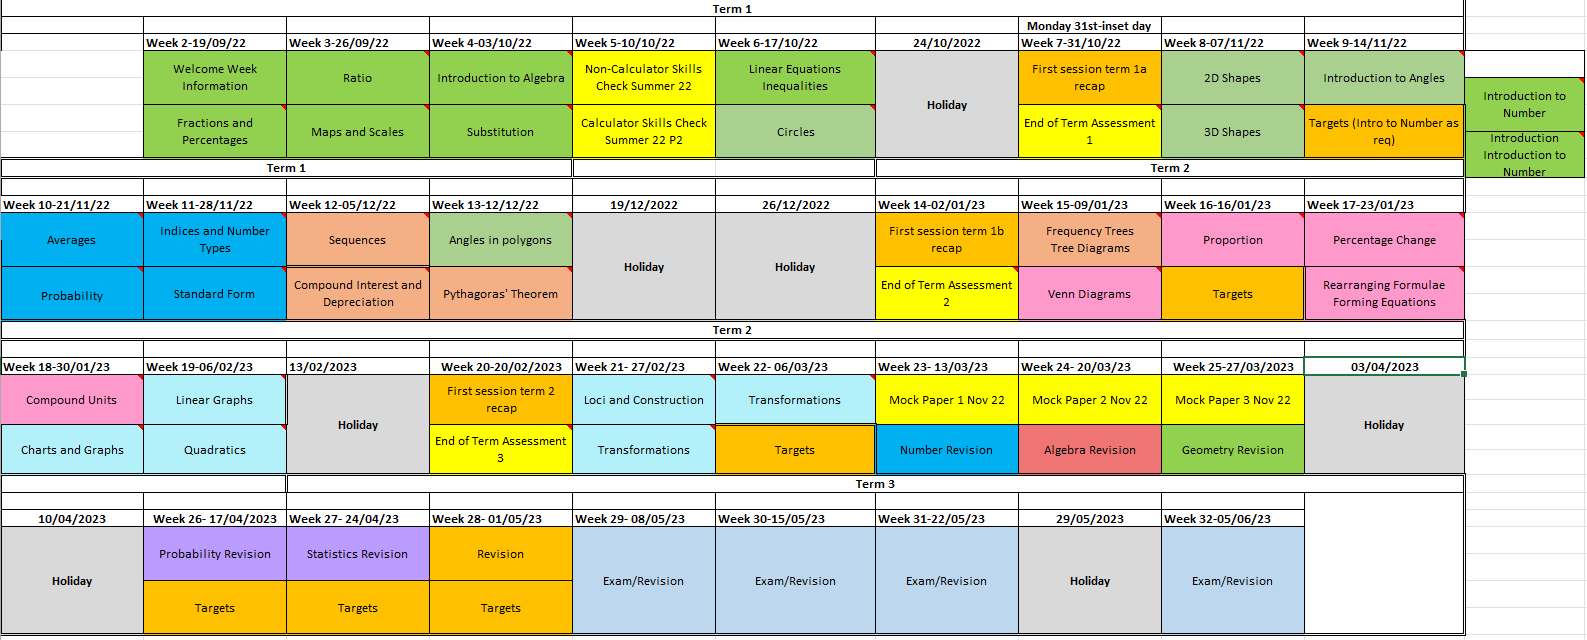 Term 1
Monday 31st-inset day
Week 2-19/09/22
Week 3-26/09/22
Week 4-03/10/22
Week 5-10/10/22
Week 6-17/10/22
24/10/2022
Week 7-31/10/22
Week 8-07/11/22
Week 9-14/11/22
Welcome Week
Information
Ratio
Introduction to Algebra
Non-Calculator Skills
Check Summer 22
Linear Equations
Inequalities
Holiday
First session term 1a
recap
2D Shapes
Introduction to Angles
Introduction to
Number
Fractions and
Percentages
Maps and Scales
Substitution
Calculator Skills Check
Summer 22 P2
Circles
End of Term Assessment
1
3D Shapes
Targets (Intro to Number as
req)
Introduction
Introduction to
Number
Term 1
Term 2
Week 10-21/11/22
Week 11-28/11/22
Week 12-05/12/22
Week 13-12/12/22
19/12/2022
26/12/2022
Week 14-02/01/23
Week 15-09/01/23
Week 16-16/01/23
Week 17-23/01/23
Averages
Indices and Number
Types
Sequences
Angles in polygons
Holiday
Holiday
First session term 1b
recap
Frequency Trees
Tree Diagrams
Proportion
Percentage Change
Probability
Standard Form
Compound Interest and
Depreciation
Pythagoras' Theorem
End of Term Assessment
2
Venn Diagrams
Targets
Rearranging Formulae
Forming Equations
Term 2
Week 18-30/01/23
Week 19-06/02/23
13/02/2023
Week 20-20/02/2023
Week 21- 27/02/23
Week 22- 06/03/23
Week 23- 13/03/23
Week 24- 20/03/23
Week 25-27/03/2023
03/04/2023
Compound Units
Linear Graphs
Holiday
First session term 2
recap
Loci and Construction
Transformations
Mock Paper 1 Nov 22
Mock Paper 2 Nov 22
Mock Paper 3 Nov 22
Holiday
Charts and Graphs
Quadratics
End of Term Assessment
3
Transformations
Targets
Number Revision
Algebra Revision
Geometry Revision
Term 3
10/04/2023
Week 26- 17/04/2023
Week 27- 24/04/23
Week 28- 01/05/23
Week 29- 08/05/23
Week 30-15/05/23
Week 31-22/05/23
29/05/2023
Week 32-05/06/23
Holiday
Probability Revision
Statistics Revision
Revision
Exam/Revision
Exam/Revision
Exam/Revision
Holiday
Exam/Revision
Targets
Targets
Targets